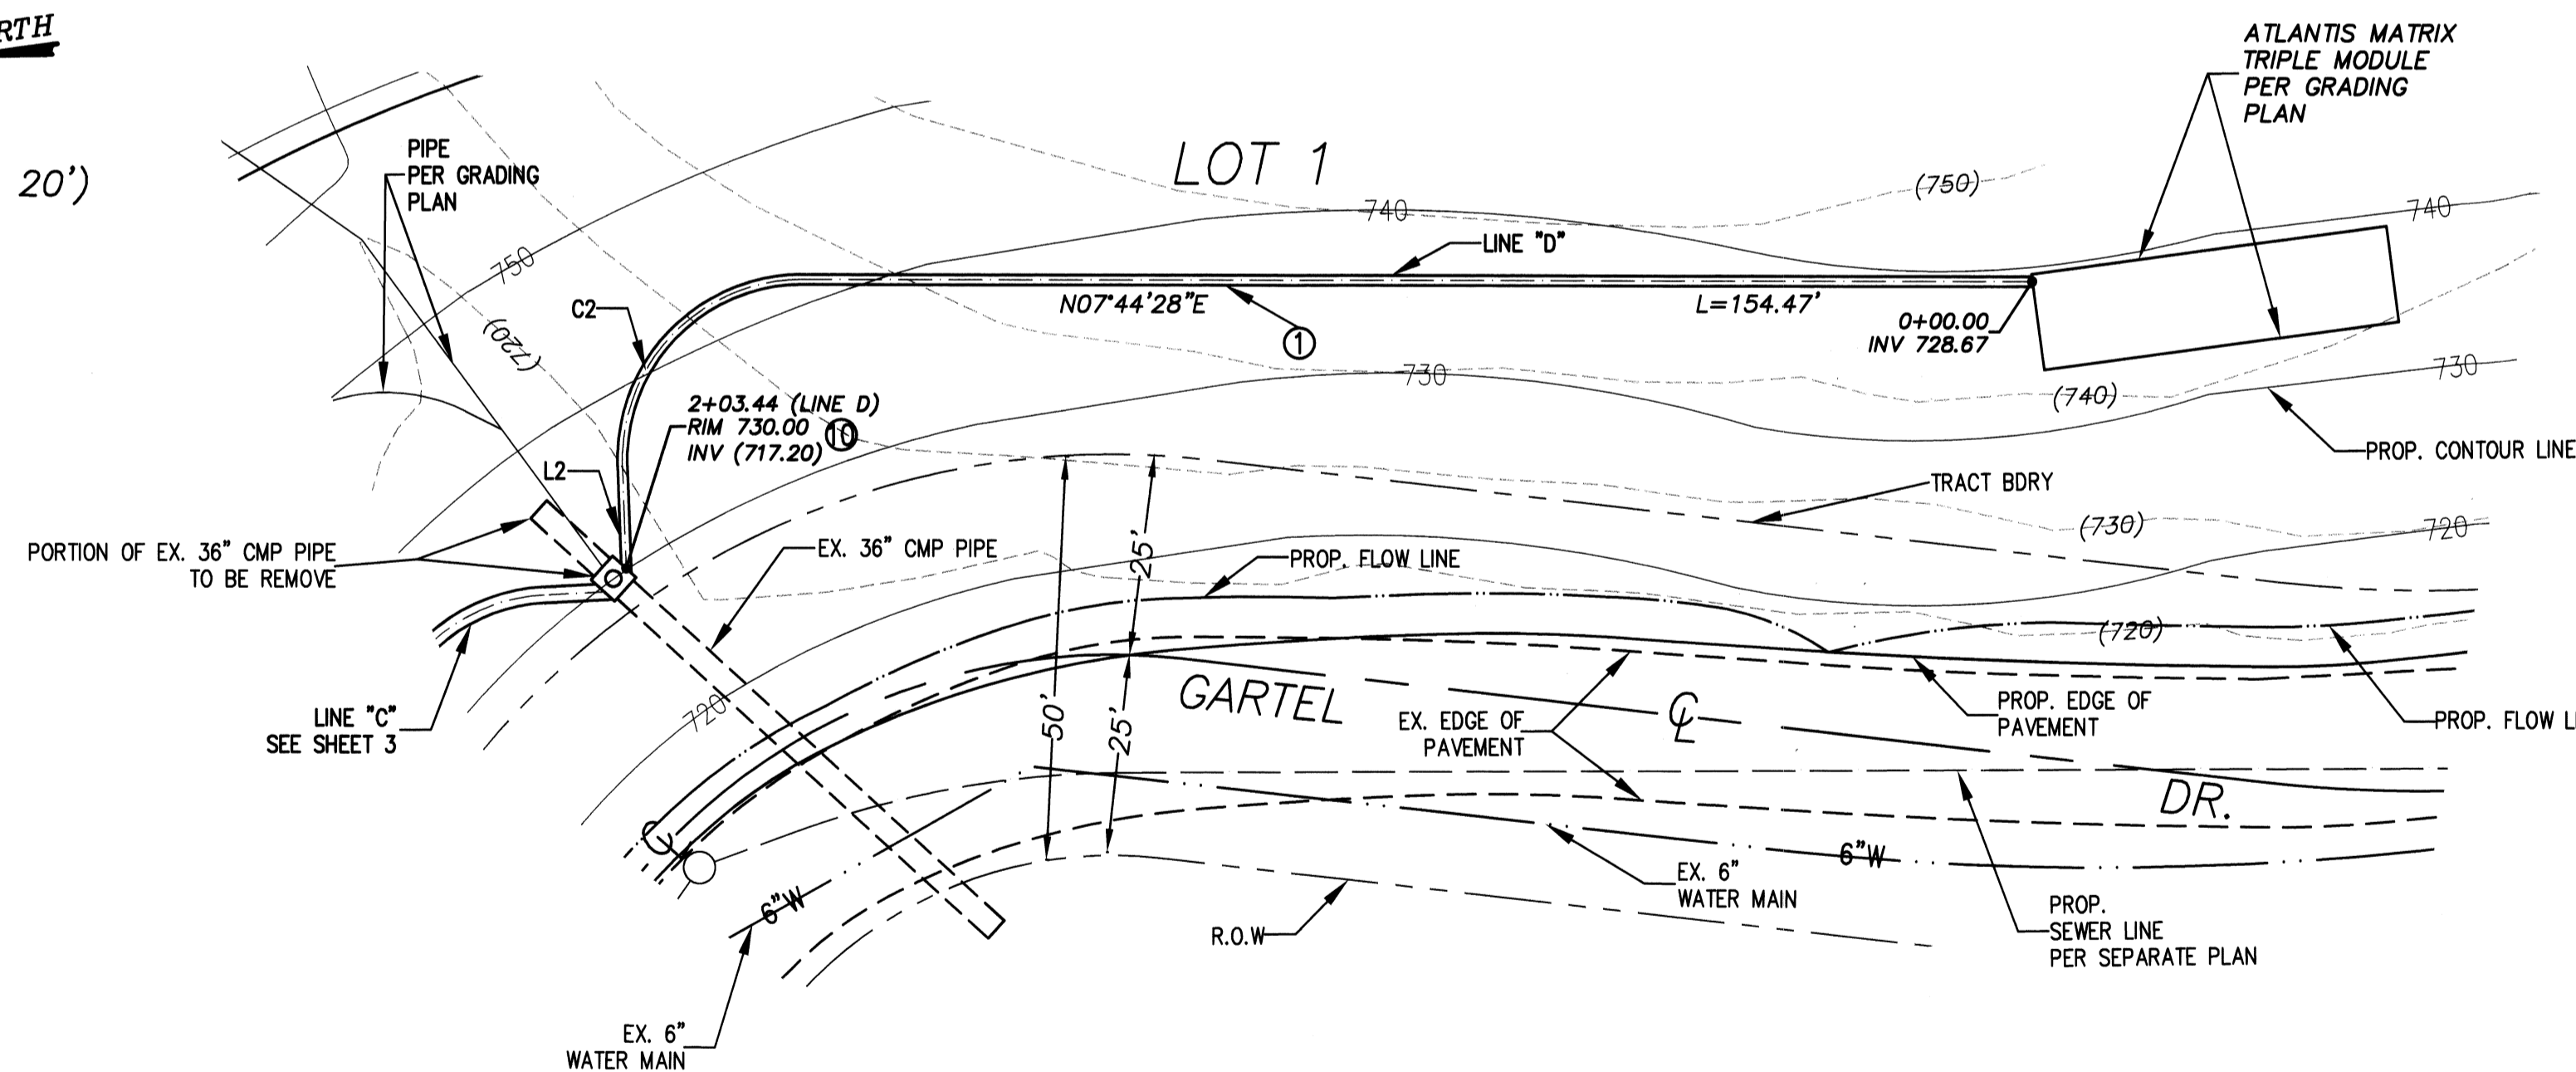 RTH
20')
ATLANTIS MATRIX
TRIPLE MODULE
PER GRADING
PLAN
PIPE
PER GRADING
PLAN
LOT 1
(750)
740
740
750
LINE "D"
C2
N07°44'28"E
L=154.47'
0+00.00
INV 728.67
1
(720)
730
730
(740)
2+03.44 (LINE D)
RIM 730.00
INV (717.20)
10
PROP. CONTOUR LINE
L2
TRACT BDRY
(730)
720
PORTION OF EX. 36" CMP PIPE
TO BE REMOVE
EX. 36" CMP PIPE
PROP. FLOW LINE
25'
(720)
LINE "C"
SEE SHEET 3
720
50'
25'
GARTEL
EX. EDGE OF
PAVEMENT
CL
PROP. EDGE OF
PAVEMENT
PROP. FLOW L
DR.
6"W
6"W
EX. 6"
WATER MAIN
R.O.W
PROP.
SEWER LINE
PER SEPARATE PLAN
EX. 6"
WATER MAIN